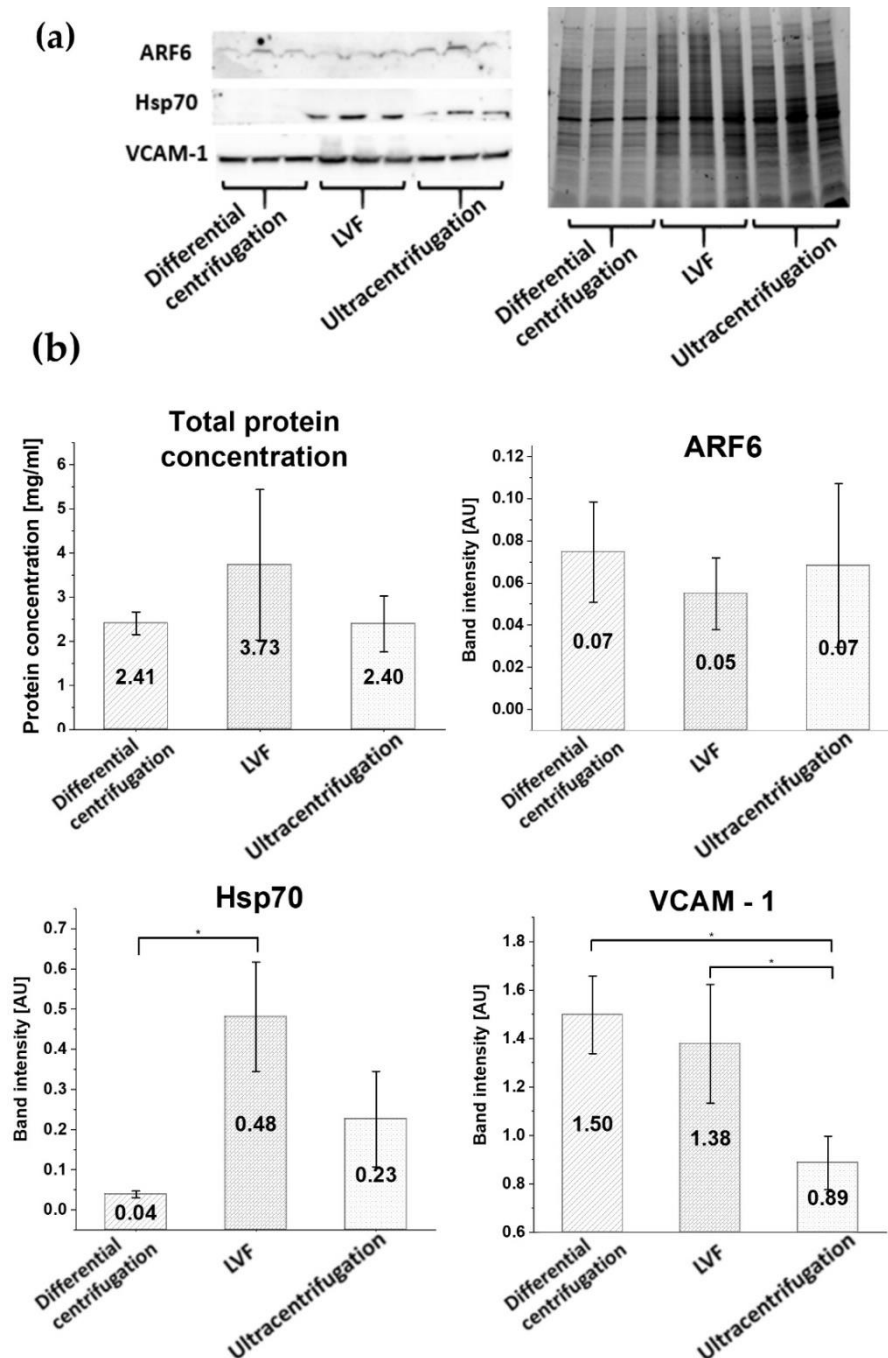 (a)
ARF6
Hsp70
VCAM-1
Differential
centrifugation
LVF
Ultracentrifugation
Differential
centrifugation
LVF
Ultracentrifugation
(b)
Total protein
concentration
Protein concentration [mg/ml]
6
5
4
3
2
1
0
2.41
3.73
2.40
Differential
centrifugation
LVF
Ultracentrifugation
ARF6
Band intensity [AU]
0.12
0.10
0.08
0.06
0.04
0.02
0.00
0.07
0.05
0.07
Differential
centrifugation
LVF
Ultracentrifugation
Hsp70
Band intensity [AU]
0.7
0.6
0.5
0.4
0.3
0.2
0.1
0.0
*
0.04
0.48
0.23
Differential
centrifugation
LVF
Ultracentrifugation
VCAM - 1
Band intensity [AU]
1.8
1.6
1.4
1.2
1.0
0.8
0.6
*
*
1.50
1.38
0.89
Differential
centrifugation
LVF
Ultracentrifugation